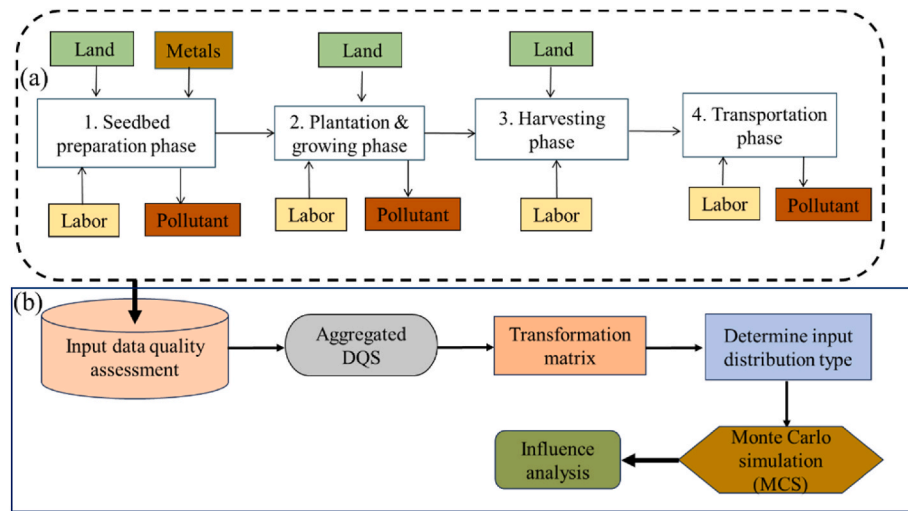 (a)
Land
Metals
Land
Land
1. Seedbed
preparation phase
2. Plantation &
growing phase
3. Harvesting
phase
4. Transportation
phase
Labor
Pollutant
Labor
Pollutant
Labor
Labor
Pollutant
(b)
Input data quality
assessment
Aggregated
DQS
Transformation
matrix
Determine input
distribution type
Influence
analysis
Monte Carlo
simulation
(MCS)